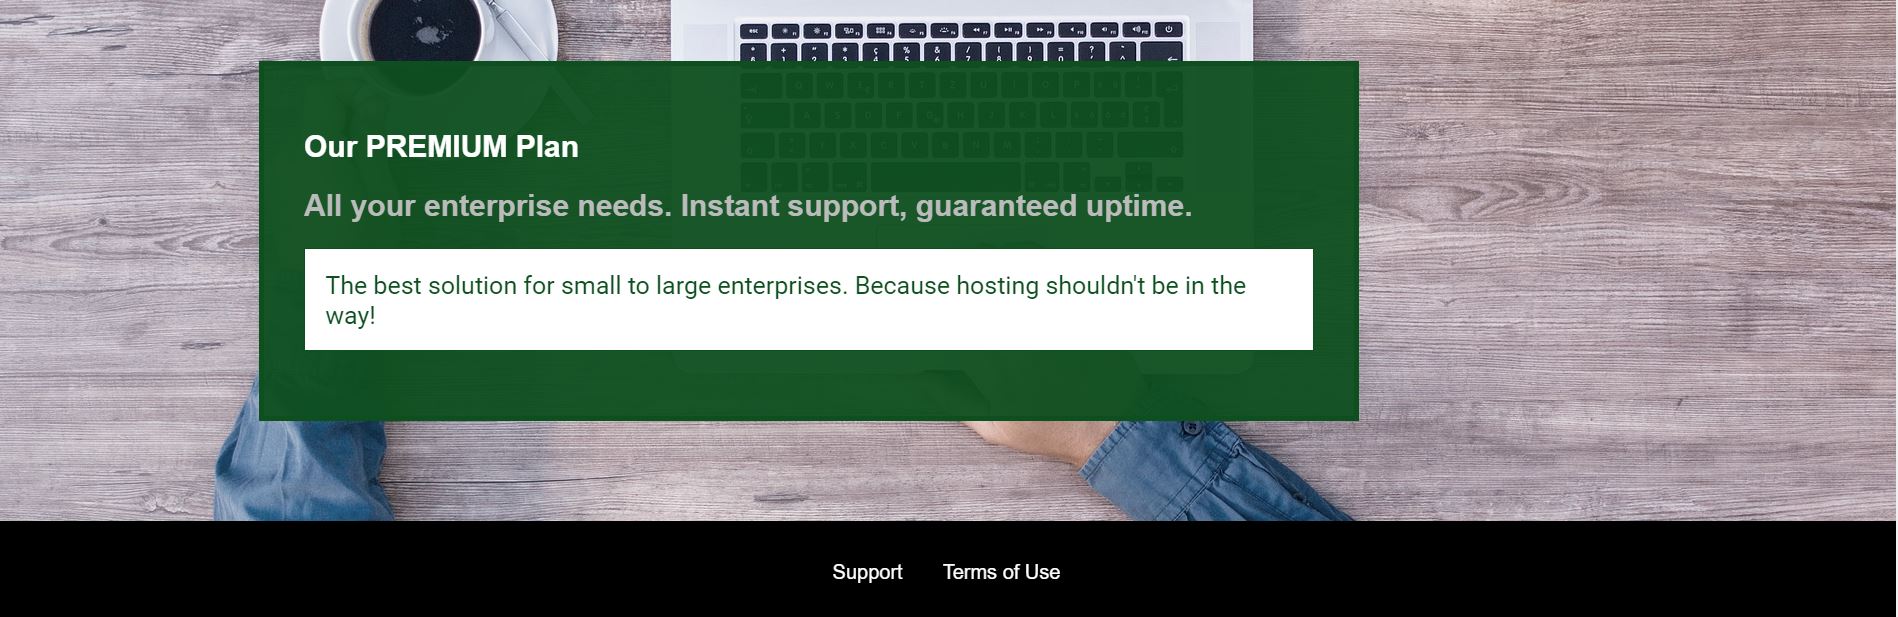 Our PREMIUM Plan
All your enterprise needs. Instant support, guaranteed uptime.
The best solution for small to large enterprises. Because hosting shouldn't be in the
way!
Support Terms of Use